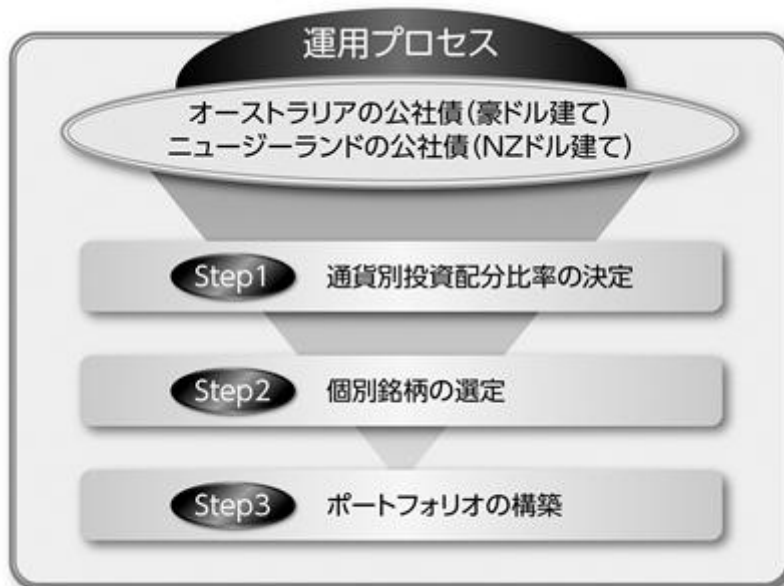 運用プロセス
オーストラリアの公社債(豪ドル建て)
ニュージーランドの公社債(NZドル建て)
Step1 通貨別投資配分比率の決定
Step2 個別銘柄の選定
Step3 ポートフォリオの構築